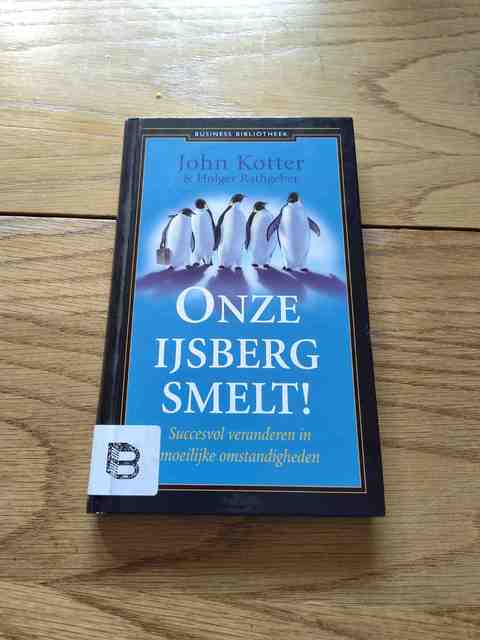 BUSINESS BIBLIOTHEEK
John Kotter
& Holger Rathgeber
ONZE
IJSBERG
SMELT!
Succesvol veranderen in
moeilijke omstandigheden
B